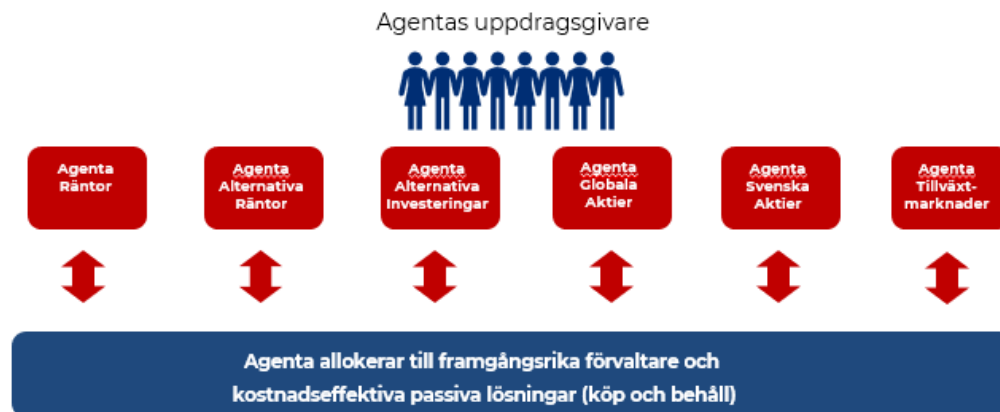 Agentas uppdragsgivare
Agenta
Räntor
Agenta
Alternativa
Räntor
Agenta
Alternativa
Investeringar
Agenta
Globala
Aktier
Agenta
Svenska
Aktier
Agenta
Tillväxt-
marknader
Agenta allokerar till framgångsrika förvaltare och
kostnadseffektiva passiva lösningar (köp och behåll)